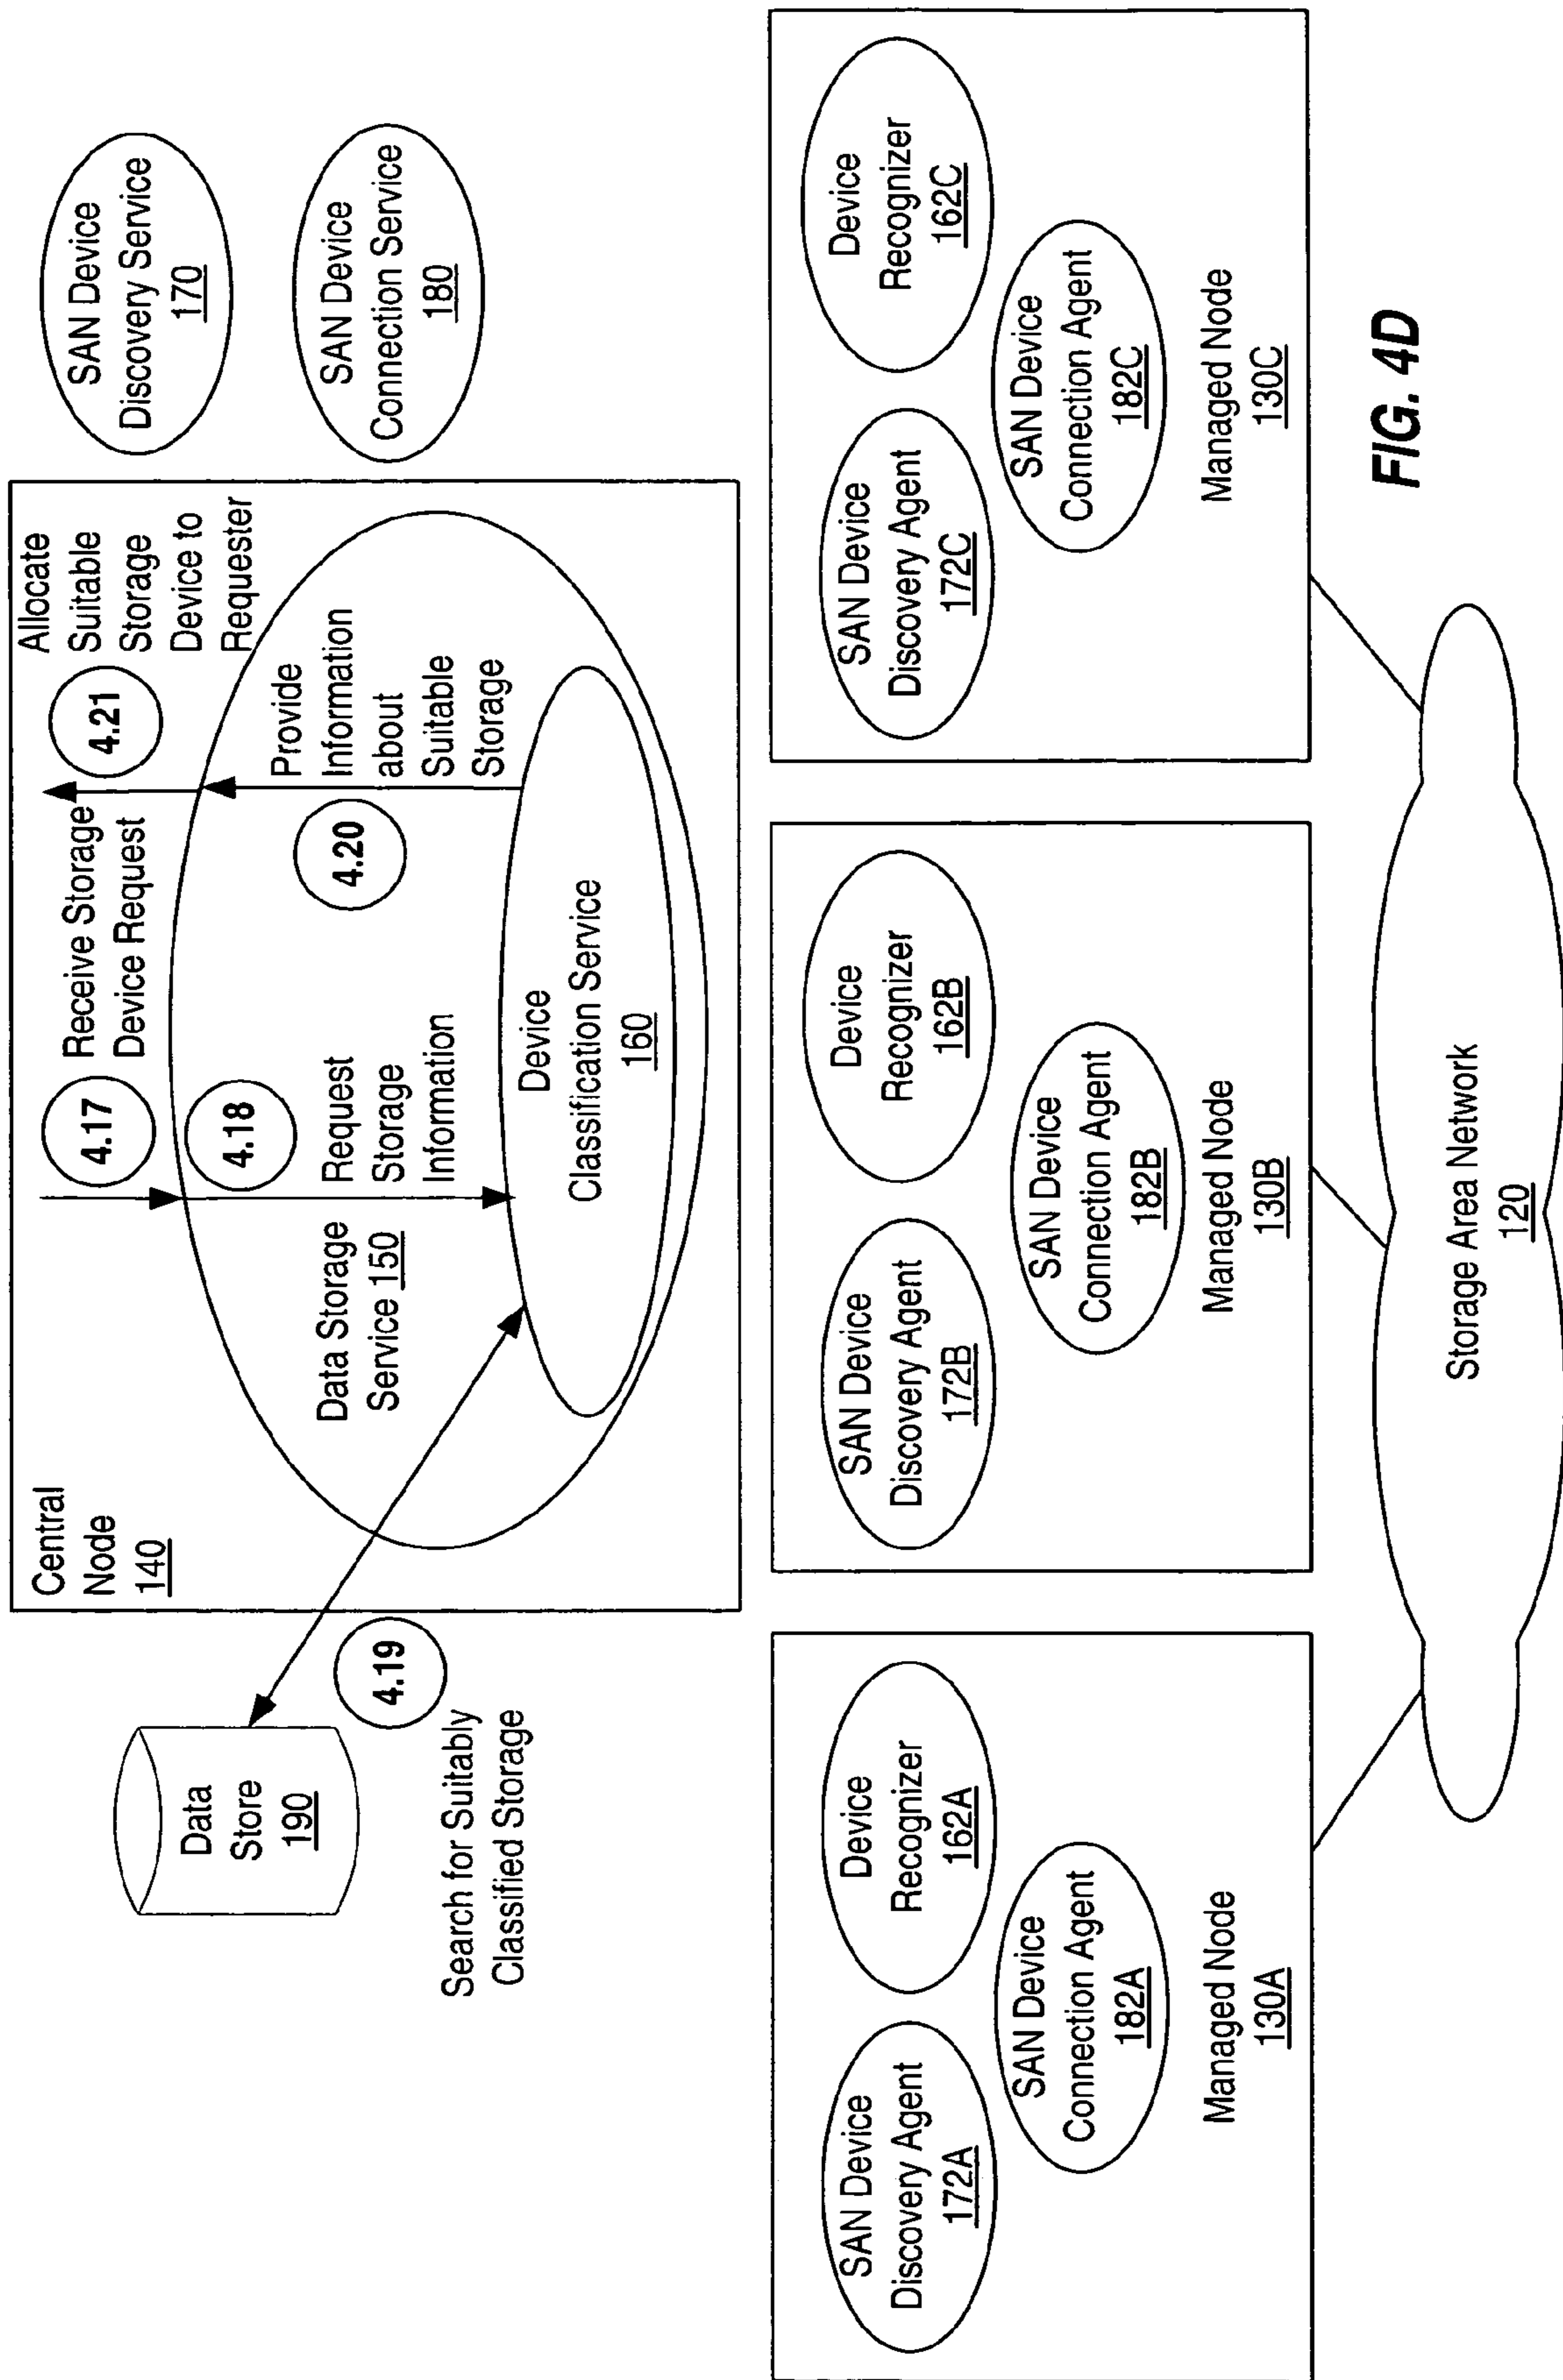 Central
Node
140
4.17
Receive Storage
Device Request
4.21
Allocate
Suitable
Storage
Device to
Requester
SAN Device
Discovery Service
170
SAN Device
Connection Service
180
Data
Store
190
4.19
Search for Suitably
Classified Storage
Data Storage
Service 150
4.18
Request
Storage
Information
4.20
Provide
Information
about
Suitable
Storage
Device
Classification Service
160
SAN Device
Discovery Agent
172A
Device
Recognizer
162A
SAN Device
Connection Agent
182A
Managed Node
130A
SAN Device
Discovery Agent
172B
Device
Recognizer
162B
SAN Device
Connection Agent
182B
Managed Node
130B
SAN Device
Discovery Agent
172C
Device
Recognizer
162C
SAN Device
Connection Agent
182C
Managed Node
130C
Storage Area Network
120
FIG. 4D